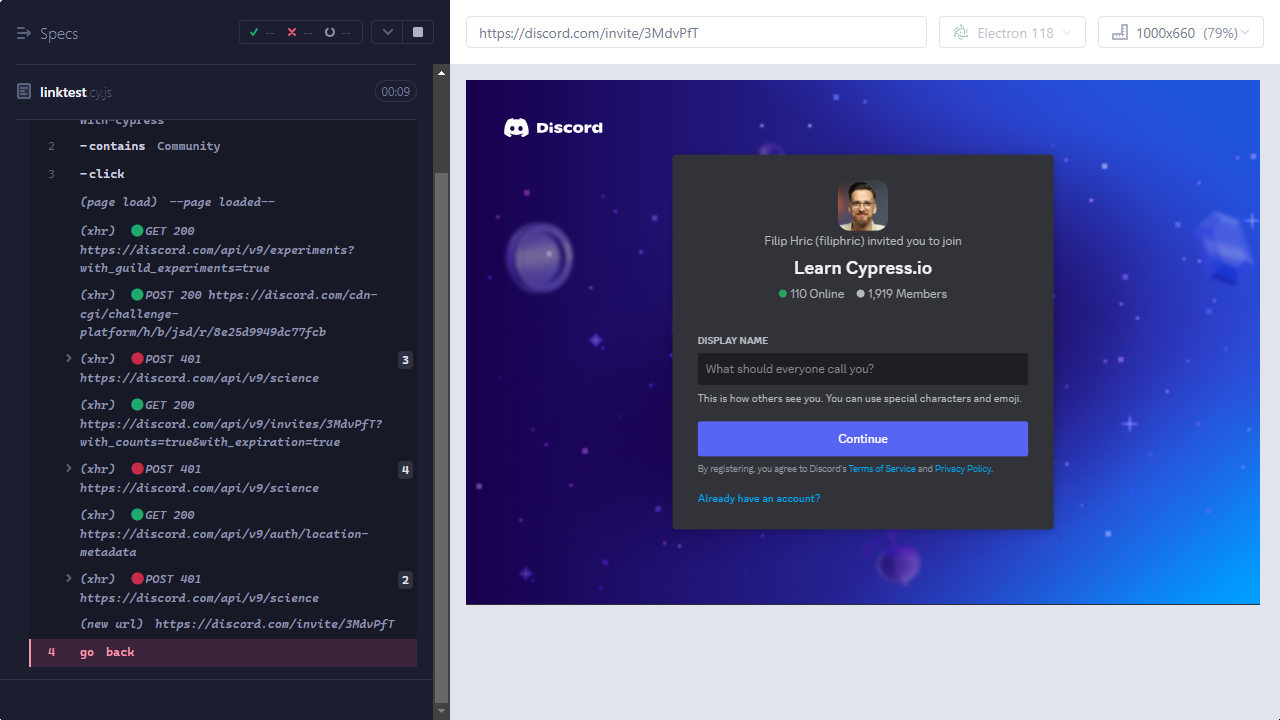 Specs
-- -- --
https://discord.com/invite/3MdvPfT
Electron 118
1000x660 (79%)
linktest.cy.js
00:09
with-cypress
2 -contains Community
3 -click
(page load) --page loaded--
(xhr) GET 200
https://discord.com/api/v9/experiments?
with_guild_experiments=true
(xhr) POST 200 https://discord.com/cdn-
cgi/challenge-
platform/h/b/jsd/r/8e25d9949dc77fcb
(xhr) POST 401
3
https://discord.com/api/v9/science
(xhr) GET 200
https://discord.com/api/v9/invites/3MdvPfT?
with_counts=true&with_expiration=true
(xhr) POST 401
4
https://discord.com/api/v9/science
(xhr) GET 200
https://discord.com/api/v9/auth/location-
metadata
(xhr) POST 401
2
https://discord.com/api/v9/science
(new url) https://discord.com/invite/3MdvPfT
4 go back
Discord
Filip Hric (filiphric) invited you to join
Learn Cypress.io
110 Online 1,919 Members
DISPLAY NAME
What should everyone call you?
This is how others see you. You can use special characters and emoji.
Continue
By registering, you agree to Discord's Terms of Service and Privacy Policy.
Already have an account?